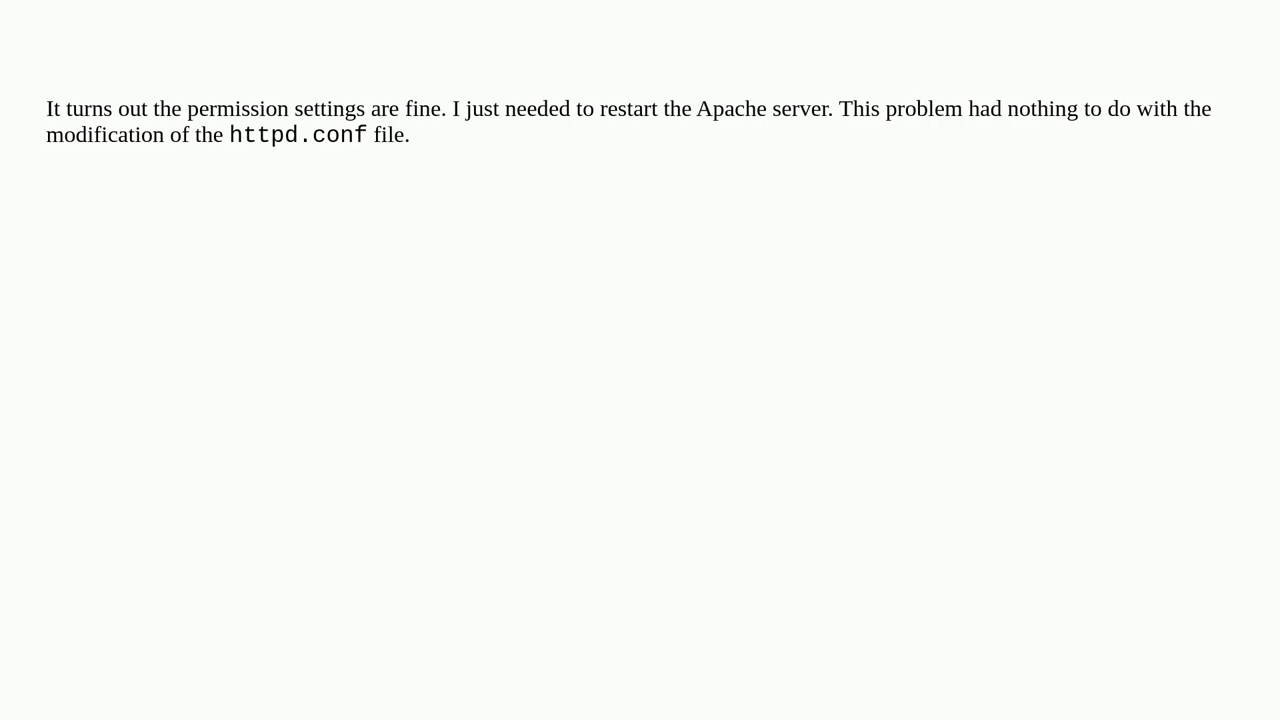 It turns out the permission settings are fine. I just needed to restart the Apache server. This problem had nothing to do with the
modification of the httpd.conf file.